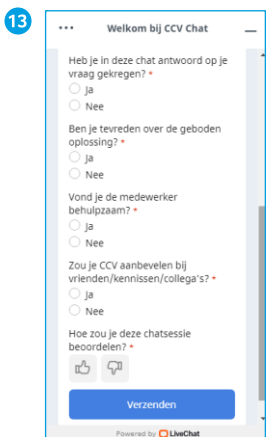 13
Welkom bij CCV Chat
Heb je in deze chat antwoord op je
vraag gekregen? *
Ja
Nee
Ben je tevreden over de geboden
oplossing? *
Ja
Nee
Vond je de medewerker
behulpzaam? *
Ja
Nee
Zou je CCV aanbevelen bij
vrienden/kennissen/collega's? *
Ja
Nee
Hoe zou je deze chatsessie
beoordelen? *
Verzenden
Powered by LiveChat